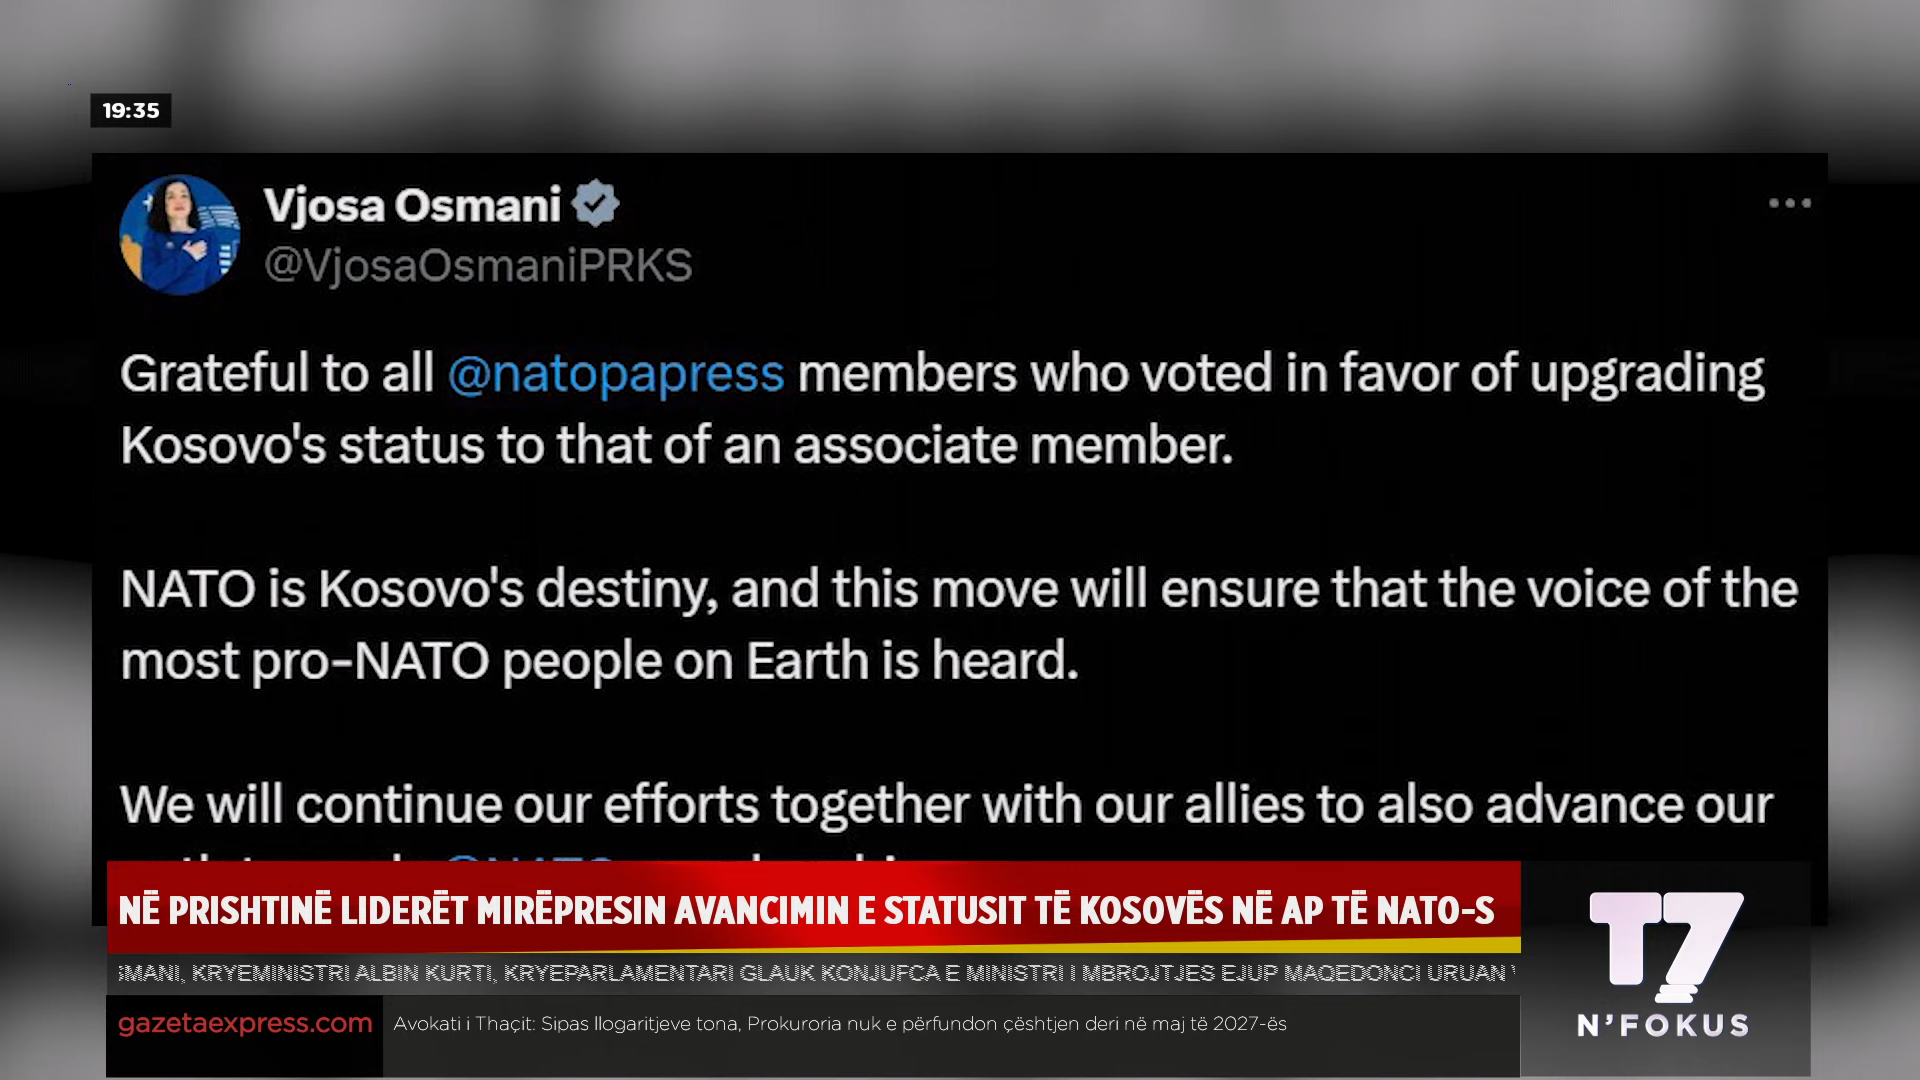 19:35
Vjosa Osmani
@VjosaOsmaniPRKS
Grateful to all @natopapress members who voted in favor of upgrading
Kosovo's status to that of an associate member.
NATO is Kosovo's destiny, and this move will ensure that the voice of the
most pro-NATO people on Earth is heard.
We will continue our efforts together with our allies to also advance our
NË PRISHTINË LIDERËT MIRËPRESIN AVANCIMIN E STATUSIT TË KOSOVËS NË AP TË NATO-S
KRYEMINISTRI ALBIN KURTI, KRYEPARLAMENTARI GLAUK KONJUFCA E MINISTRI I MBROJTJES EJUP MAQEDONCI URUAN
gazetaexpress.com Avokati i Thaçit: Sipas llogaritjeve tona, Prokuroria nuk e përfundon çështjen deri në maj të 2027-ës
T7
N'FOKUS